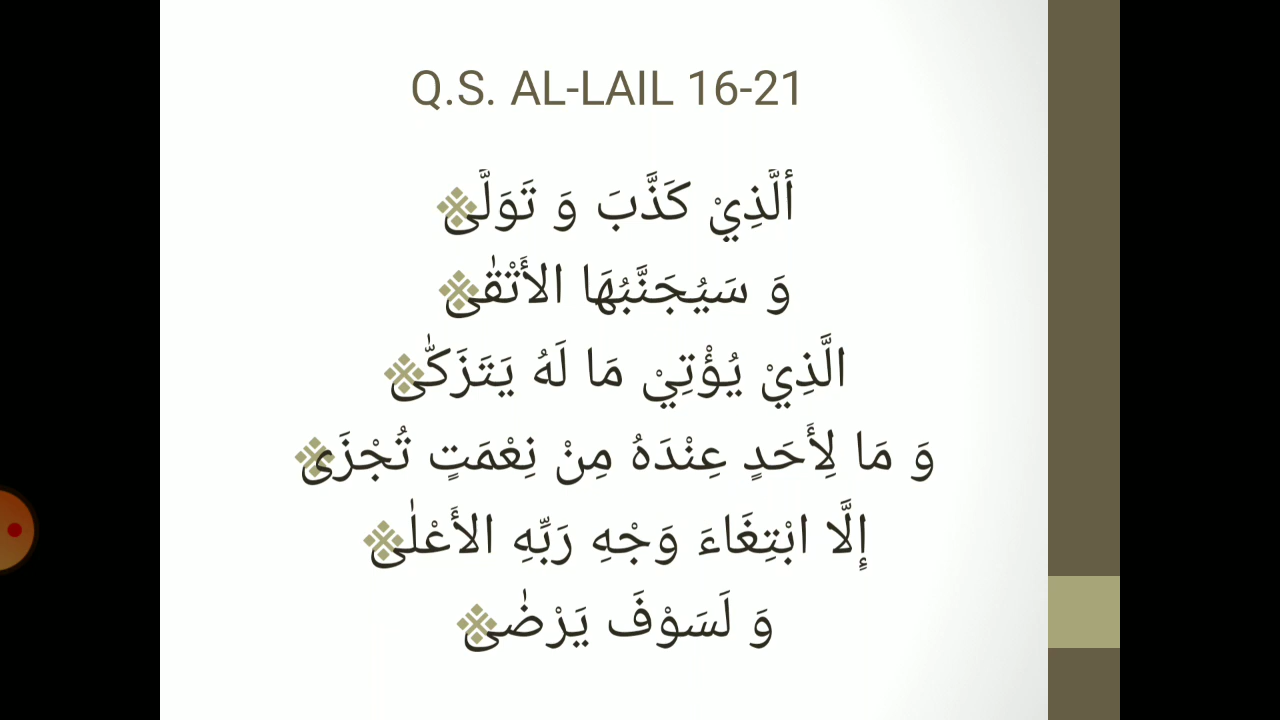 Q.S. AL-LAIL 16-21
أَلَّذِيْ كَذَّبَ وَ تَوَلَّى
وَ سَيُجَنَّبُهَا الأَتْقٰى
الَّذِيْ يُؤْتِيْ مَا لَهُ يَتَزَكّٰى
وَ مَا لِأَحَدٍ عِنْدَهُ مِنْ نِعْمَتٍ تُجْزَى
إِلَّا ابْتِغَاءَ وَجْهِ رَبِّهِ الأَعْلٰى
وَ لَسَوْفَ يَرْضٰى